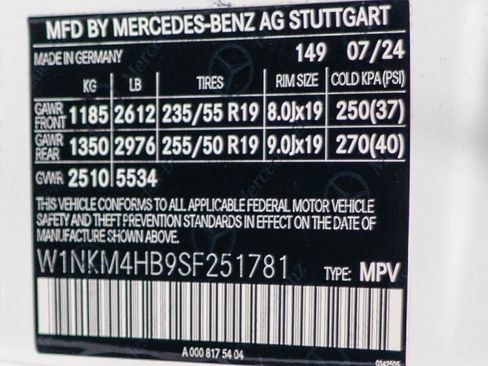 MFD BY MERCEDES-BENZ AG STUTTGART
MADE IN GERMANY 149 07/24
KG LB TIRES RIM SIZE COLD KPA (PSI)
GAWR FRONT 1185 2612 235/55 R19 8.0Jx19 250(37)
GAWR REAR 1350 2976 255/50 R19 9.0Jx19 270(40)
GVWR 2510 5534
THIS VEHICLE CONFORMS TO ALL APPLICABLE FEDERAL MOTOR VEHICLE
SAFETY AND THEFT PREVENTION STANDARDS IN EFFECT ON THE DATE OF
MANUFACTURE SHOWN ABOVE.
W1NKM4HB9SF251781 TYPE: MPV
A 000 817 54 04